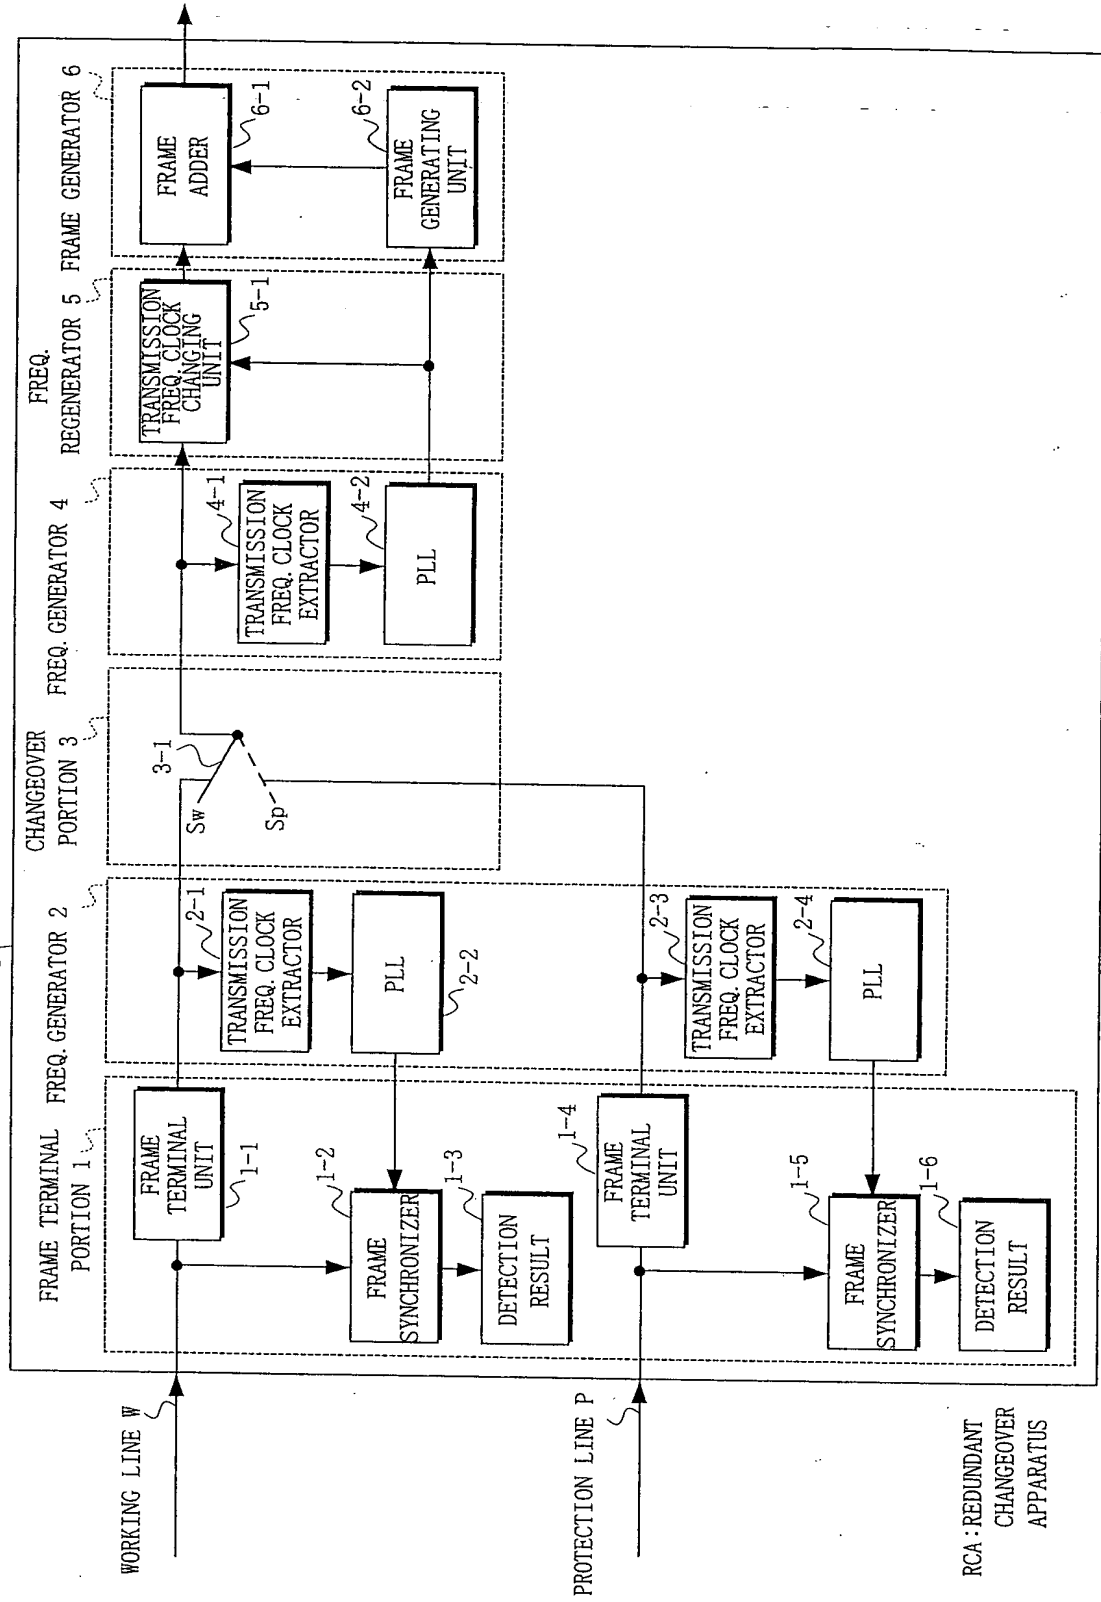 WORKING LINE W
PROTECTION LINE P
RCA:REDUNDANT
CHANGEOVER
APPARATUS
FRAME TERMINAL
PORTION 1
FRAME
TERMINAL
UNIT
1-1
1-2
FRAME
SYNCHRONIZER
1-3
DETECTION
RESULT
1-4
FRAME
TERMINAL
UNIT
1-5
FRAME
SYNCHRONIZER
1-6
DETECTION
RESULT
FREQ.GENERATOR 2
2-1
TRANSMISSION
FREQ.CLOCK
EXTRACTOR
PLL
2-2
2-3
TRANSMISSION
FREQ.CLOCK
EXTRACTOR
2-4
PLL
CHANGEOVER
PORTION 3
3-1
Sw
Sp
FREQ.GENERATOR 4
4-1
TRANSMISSION
FREQ.CLOCK
EXTRACTOR
4-2
PLL
FREQ.
REGENERATOR 5
TRANSMISSION
FREQ.CLOCK
CHANGING
UNIT
5-1
FRAME GENERATOR 6
FRAME
ADDER
6-1
6-2
FRAME
GENERATING
UNIT